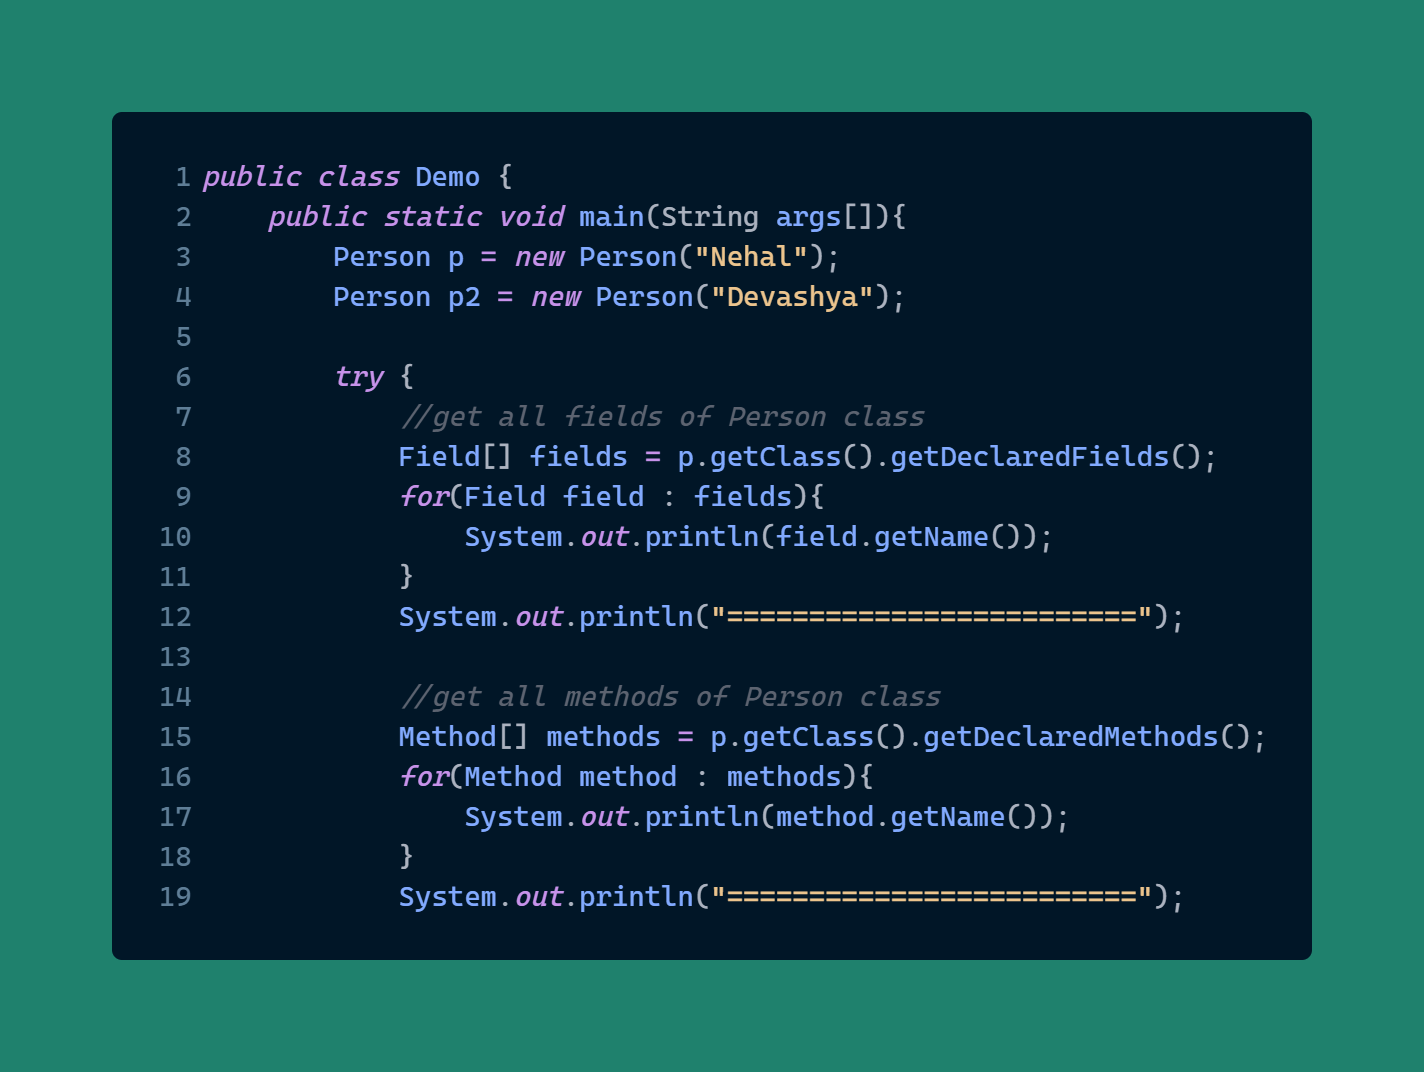 1 public class Demo {
2     public static void main(String args[]){
3         Person p = new Person("Nehal");
4         Person p2 = new Person("Devashya");
5
6         try {
7             //get all fields of Person class
8             Field[] fields = p.getClass().getDeclaredFields();
9             for(Field field : fields){
10                 System.out.println(field.getName());
11             }
12             System.out.println("=========================");
13
14             //get all methods of Person class
15             Method[] methods = p.getClass().getDeclaredMethods();
16             for(Method method : methods){
17                 System.out.println(method.getName());
18             }
19             System.out.println("=========================");